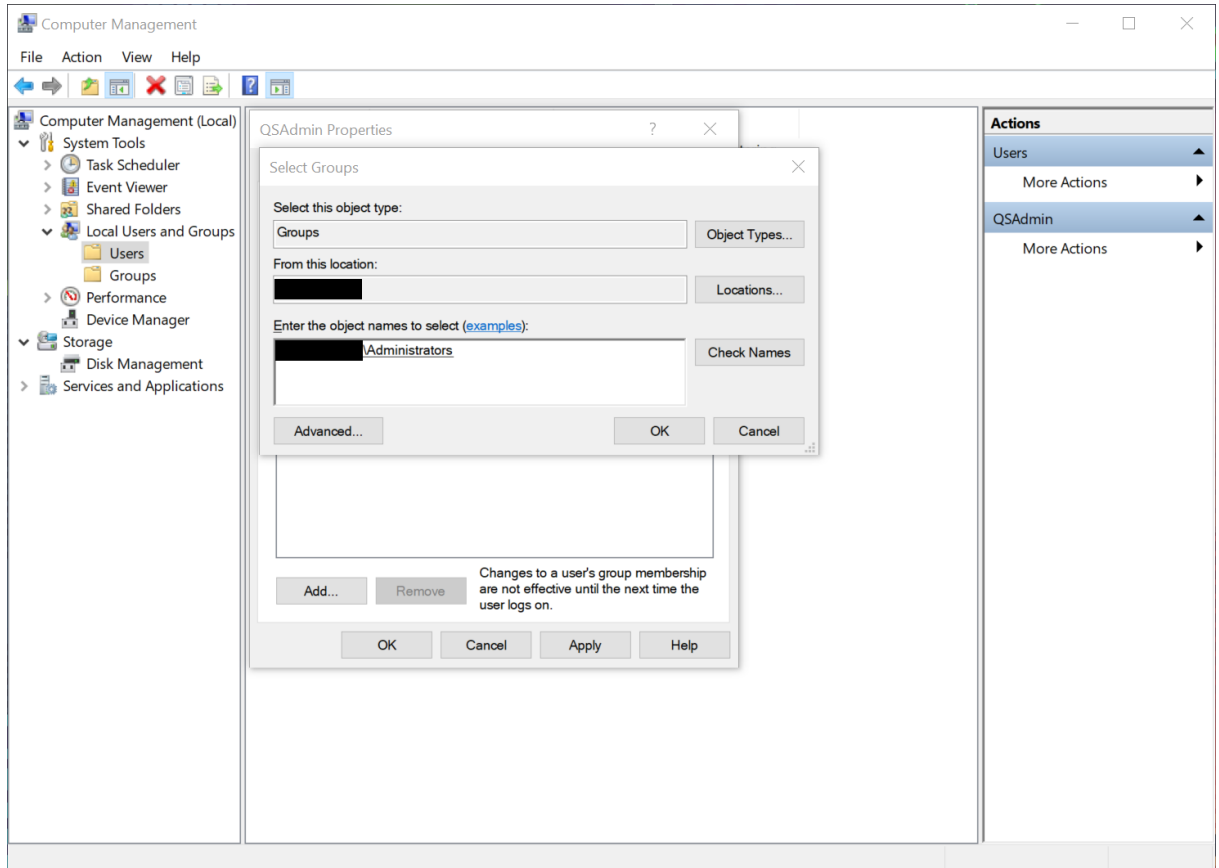 Computer Management
File Action View Help
Computer Management (Local)
System Tools
Task Scheduler
Event Viewer
Shared Folders
Local Users and Groups
Users
Groups
Performance
Device Manager
Storage
Disk Management
Services and Applications
QSAdmin Properties ?
Select Groups
Select this object type:
Groups
Object Types...
From this location:
Locations...
Enter the object names to select (examples):
\Administrators
Check Names
Advanced...
OK
Cancel
Add...
Remove
Changes to a user's group membership
are not effective until the next time the
user logs on.
OK
Cancel
Apply
Help
Actions
Users
More Actions
QSAdmin
More Actions